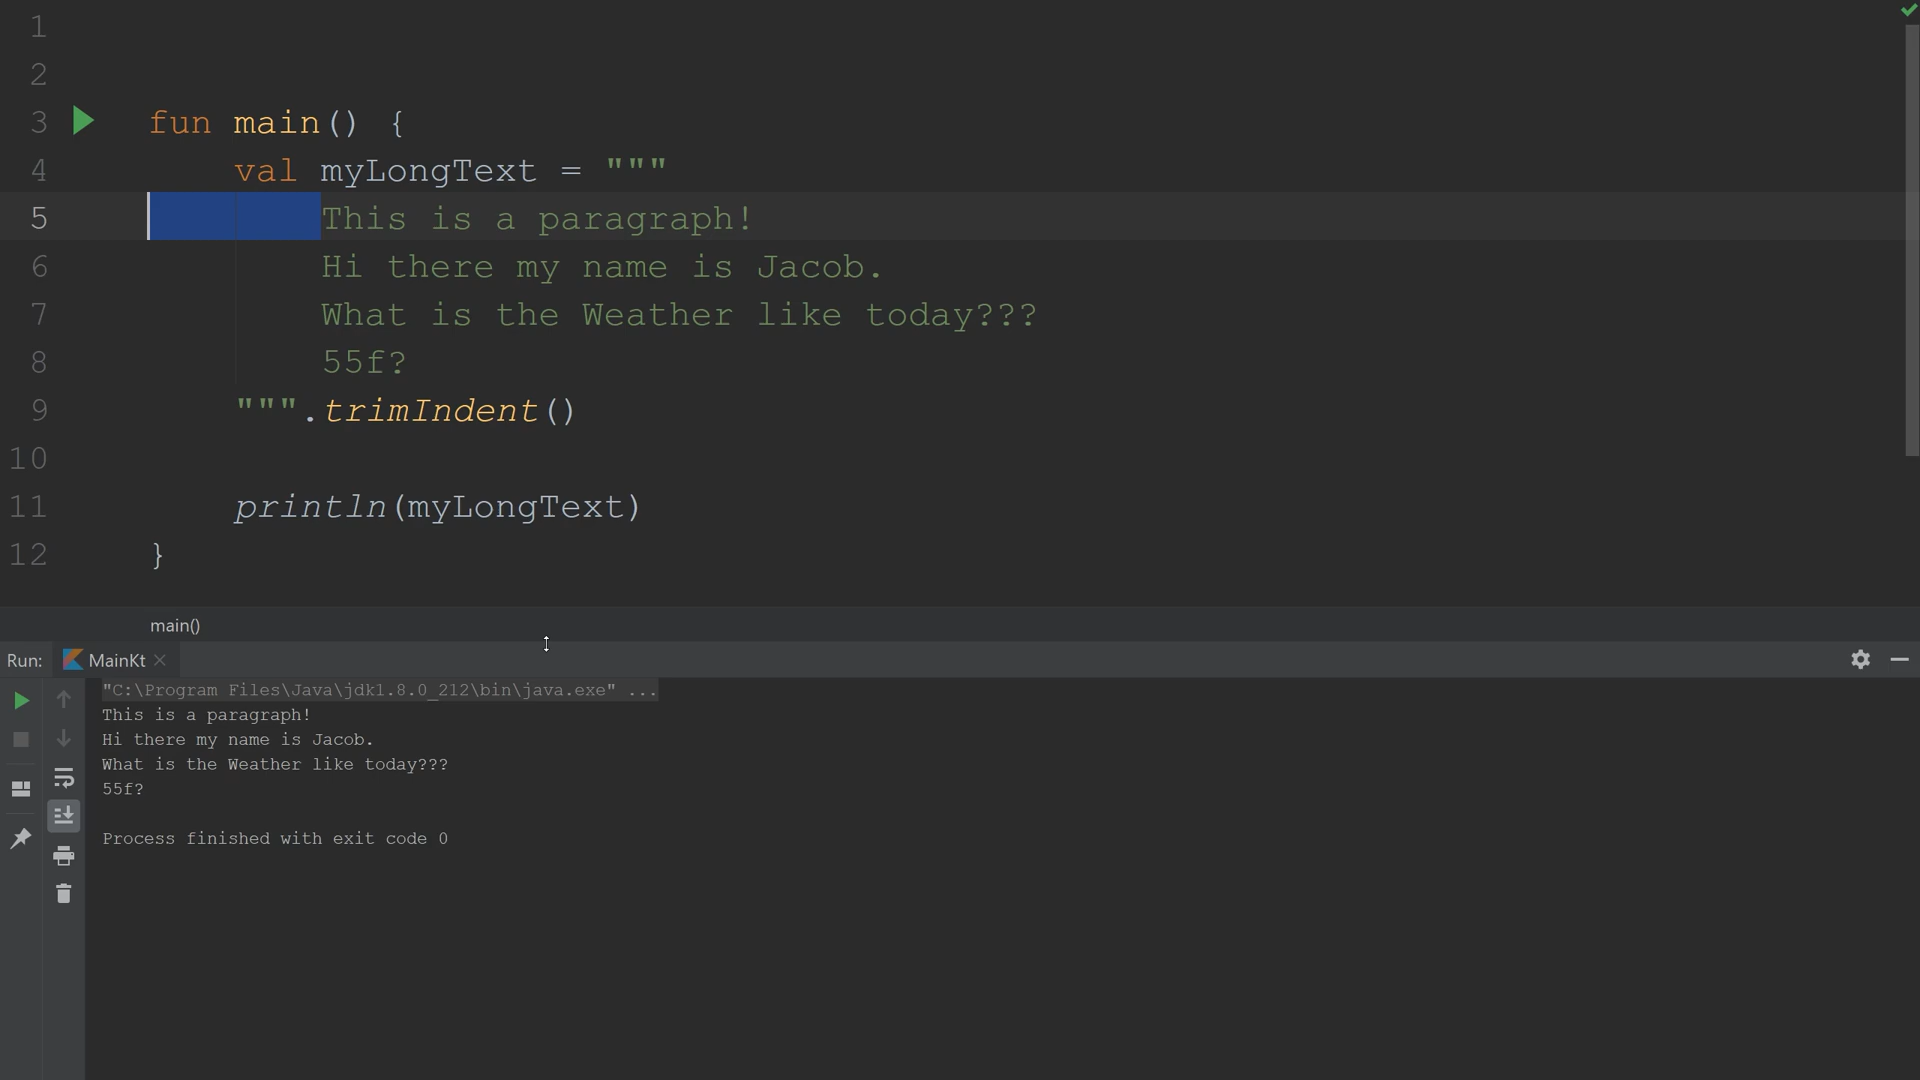 1
2
3 fun main() {
4 val myLongText = """
5 This is a paragraph!
6 Hi there my name is Jacob.
7 What is the Weather like today???
8 55f?
9 """.trimIndent()
10
11 println(myLongText)
12 }
main()
Run: MainKt
"C:\Program Files\Java\jdk1.8.0_212\bin\java.exe" ...
This is a paragraph!
Hi there my name is Jacob.
What is the Weather like today???
55f?
Process finished with exit code 0